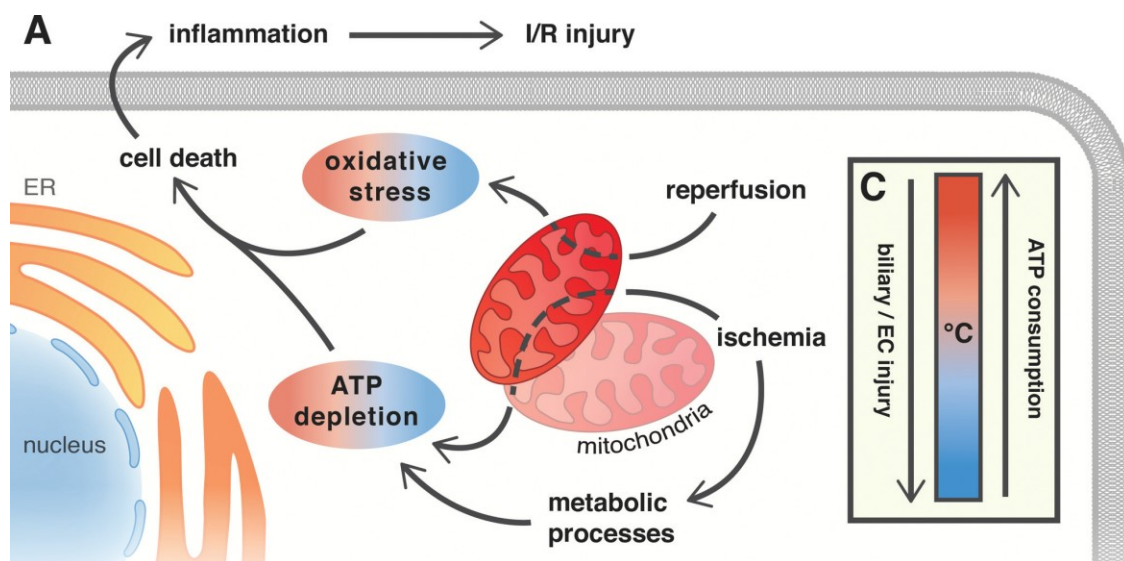 A
inflammation
I/R injury
cell death
oxidative
stress
reperfusion
ER
ischemia
ATP
depletion
mitochondria
nucleus
metabolic
processes
C
biliary / EC injury
°C
ATP consumption